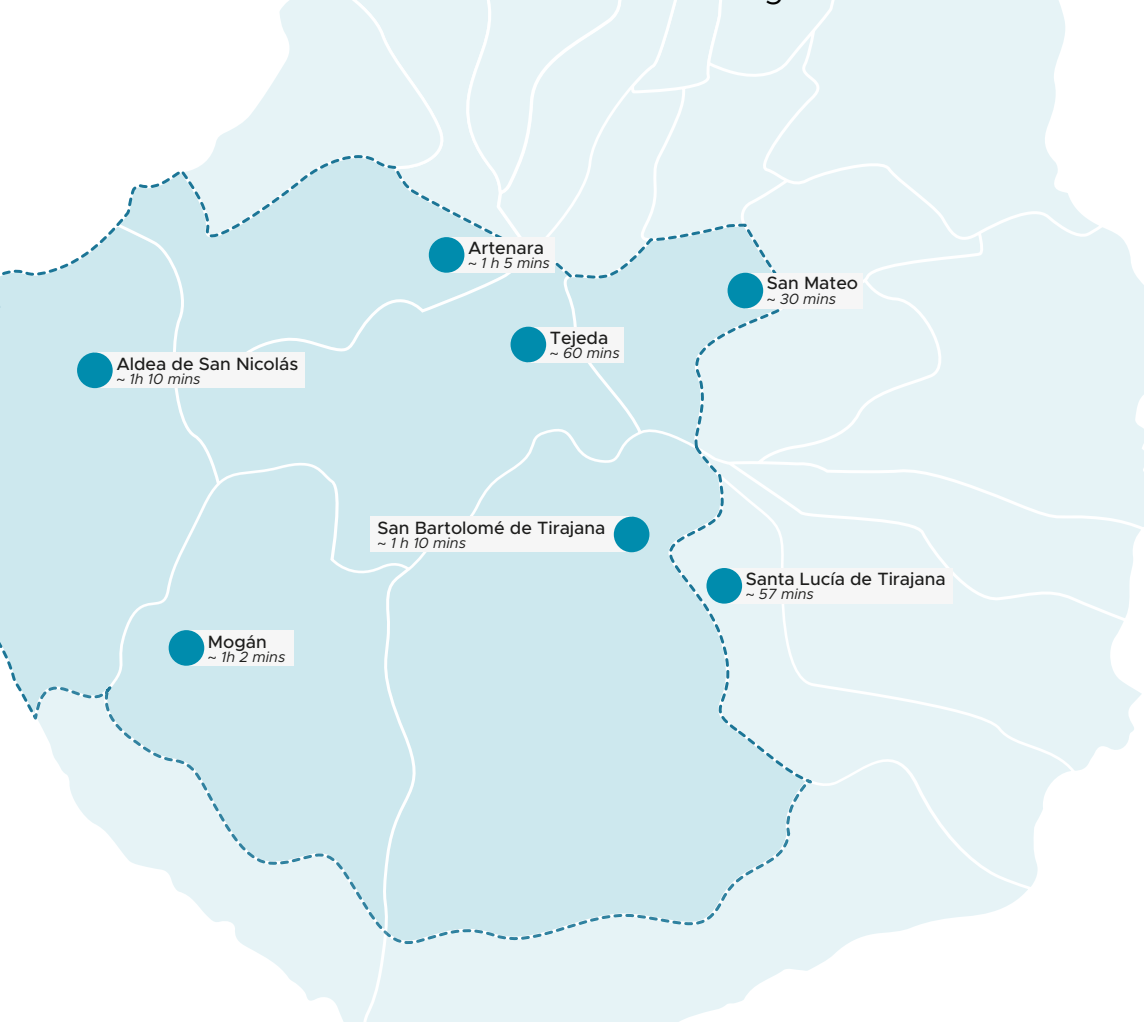 Artenara
~ 1 h 5 mins
San Mateo
~ 30 mins
Tejeda
~ 60 mins
Aldea de San Nicolás
~ 1h 10 mins
San Bartolomé de Tirajana
~ 1 h 10 mins
Santa Lucía de Tirajana
~ 57 mins
Mogán
~ 1h 2 mins